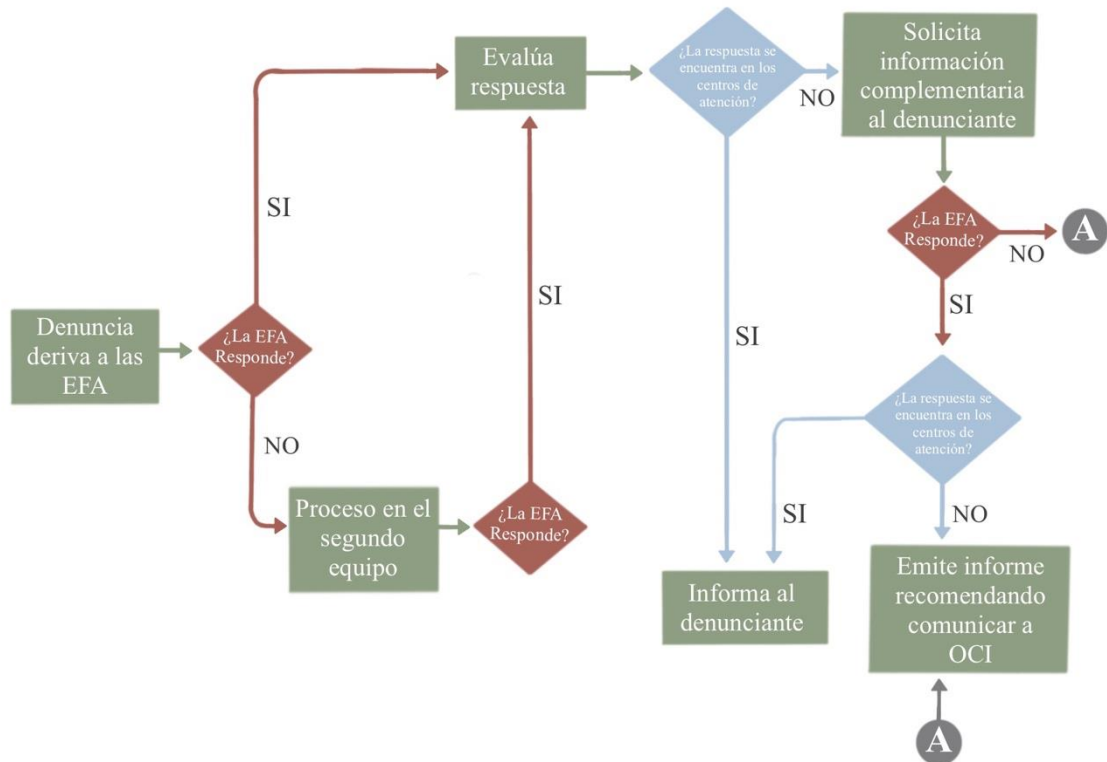 Evalúa
respuesta
¿La respuesta se
encuentra en los
centros de
atención?
NO
Solicita
información
complementaria
al denunciante
SI
¿La EFA
Responde?
NO
A
SI
SI
SI
Denuncia
deriva a las
EFA
¿La EFA
Responde?
¿La respuesta se
encuentra en los
centros de
atención?
NO
Proceso en el
segundo
equipo
¿La EFA
Responde?
SI
NO
Informa al
denunciante
Emite informe
recomendando
comunicar a
OCI
A